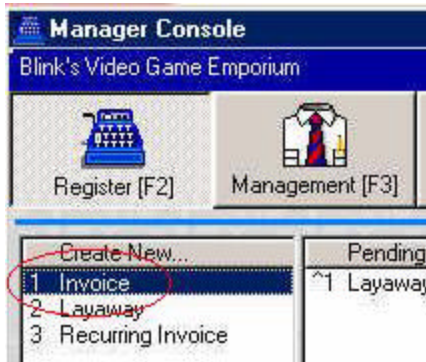 Manager Console
Blink's Video Game Emporium
Register [F2] Management [F3]
Create New... Pending
1 Invoice ^1 Layaway
2 Layaway
3 Recurring Invoice